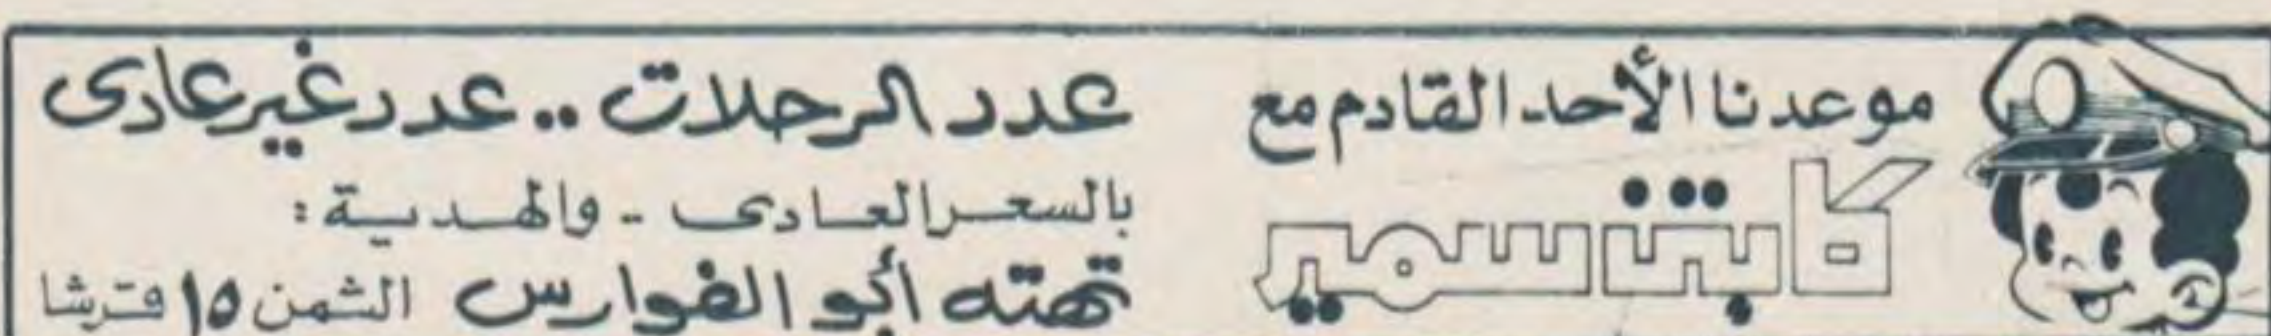 موعدنا الأحد القادم مع
كابتن سمير
عدد الرحلات .. عدد غير عادى
بالسعر العادى - والهدية :
تهته أبو الفوارس الثمن ١٥ قرشا